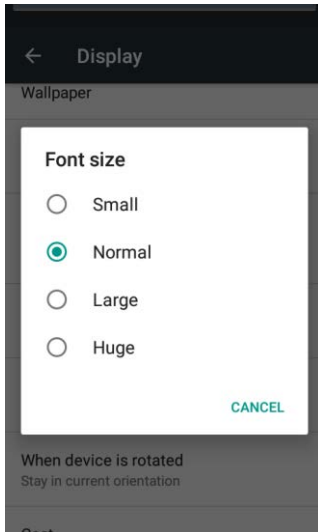 Display
Wallpaper
Font size
Small
Normal
Large
Huge
CANCEL
When device is rotated
Stay in current orientation